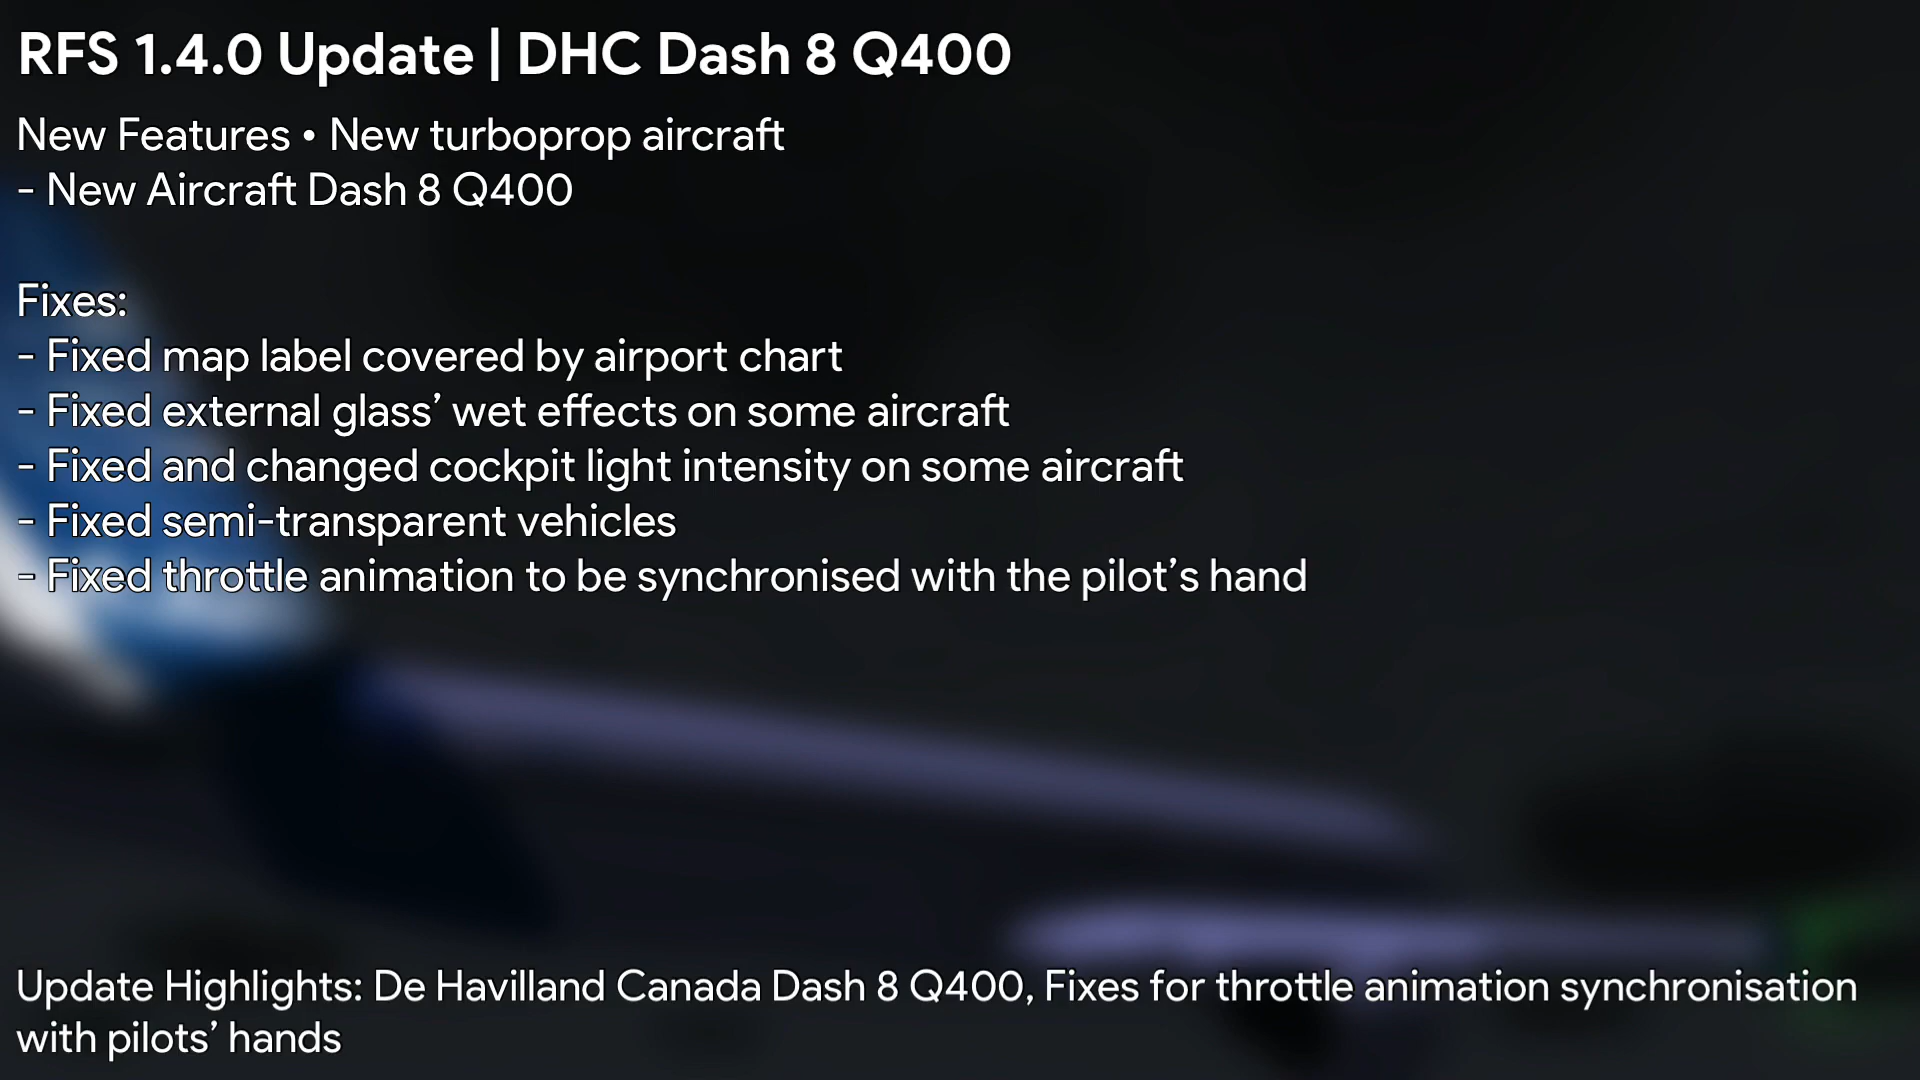 RFS 1.4.0 Update | DHC Dash 8 Q400
New Features • New turboprop aircraft
- New Aircraft Dash 8 Q400
Fixes:
- Fixed map label covered by airport chart
- Fixed external glass’ wet effects on some aircraft
- Fixed and changed cockpit light intensity on some aircraft
- Fixed semi-transparent vehicles
- Fixed throttle animation to be synchronised with the pilot’s hand
Update Highlights: De Havilland Canada Dash 8 Q400, Fixes for throttle animation synchronisation
with pilots’ hands